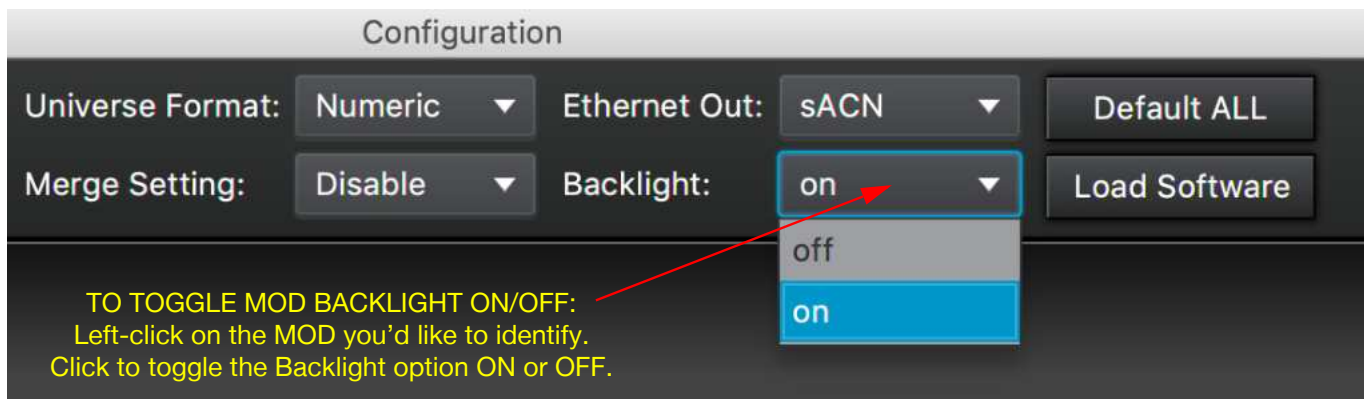 Configuration
Universe Format: Numeric Ethernet Out: sACN Default ALL
Merge Setting: Disable Backlight: on Load Software
off
on
TO TOGGLE MOD BACKLIGHT ON/OFF:
Left-click on the MOD you’d like to identify.
Click to toggle the Backlight option ON or OFF.